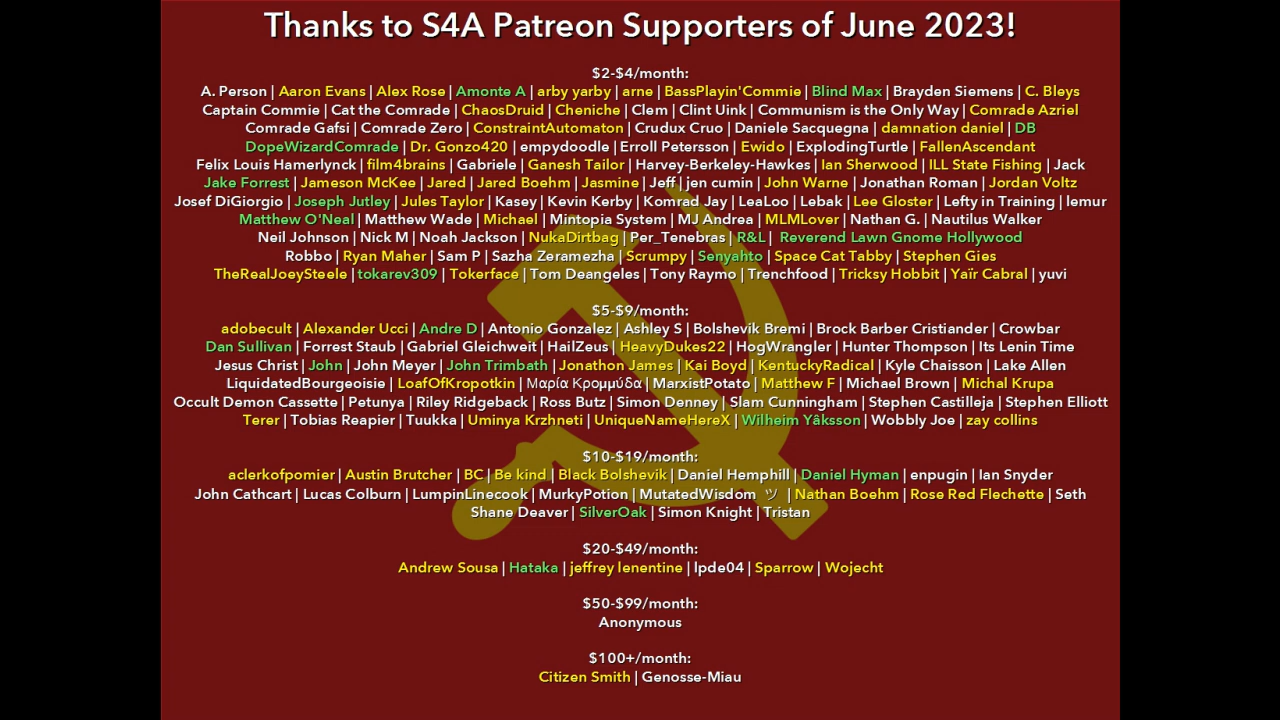 Thanks to S4A Patreon Supporters of June 2023!
$2-$4/month:
A. Person | Aaron Evans | Alex Rose | Amonte A | arby yarby | arne | BassPlayin'Commie | Blind Max | Brayden Siemens | C. Bleys
Captain Commie | Cat the Comrade | ChaosDruid | Cheniche | Clem | Clint Uink | Communism is the Only Way | Comrade Azriel
Comrade Gafsi | Comrade Zero | ConstraintAutomaton | Crudux Cruo | Daniele Sacquegna | damnation daniel | DB
DopeWizardComrade | Dr. Gonzo420 | empydoodle | Erroll Petersson | Ewido | ExplodingTurtle | FallenAscendant
Felix Louis Hamerlynck | film4brains | Gabriele | Ganesh Tailor | Harvey-Berkeley-Hawkes | Ian Sherwood | ILL State Fishing | Jack
Jake Forrest | Jameson McKee | Jared | Jared Boehm | Jasmine | Jeff | jen cumin | John Warne | Jonathan Roman | Jordan Voltz
Josef DiGiorgio | Joseph Jutley | Jules Taylor | Kasey | Kevin Kerby | Komrad Jay | LeaLoo | Lebak | Lee Gloster | Lefty in Training | lemur
Matthew O'Neal | Matthew Wade | Michael | Mintopia System | MJ Andrea | MLMLover | Nathan G. | Nautilus Walker
Neil Johnson | Nick M | Noah Jackson | NukaDirtbag | Per_Tenebras | R&L | Reverend Lawn Gnome Hollywood
Robbo | Ryan Maher | Sam P | Sazha Zeramezha | Scrumpy | Senyahto | Space Cat Tabby | Stephen Gies
TheRealJoeySteele | tokarev309 | Tokerface | Tom Deangeles | Tony Raymo | Trenchfood | Tricksy Hobbit | Yaïr Cabral | yuvi
$5-$9/month:
adobecult | Alexander Ucci | Andre D | Antonio Gonzalez | Ashley S | Bolshevik Bremi | Brock Barber Cristiander | Crowbar
Dan Sullivan | Forrest Staub | Gabriel Gleichweit | HailZeus | HeavyDukes22 | HogWrangler | Hunter Thompson | Its Lenin Time
Jesus Christ | John | John Meyer | John Trimbath | Jonathon James | Kai Boyd | KentuckyRadical | Kyle Chaisson | Lake Allen
LiquidatedBourgeoisie | LoafOfKropotkin | Μαρία Κρομμύδα | MarxistPotato | Matthew F | Michael Brown | Michal Krupa
Occult Demon Cassette | Petunya | Riley Ridgeback | Ross Butz | Simon Denney | Slam Cunningham | Stephen Castilleja | Stephen Elliott
Terer | Tobias Reapier | Tuukka | Uminya Krzhneti | UniqueNameHereX | Wilheim Yâksson | Wobbly Joe | zay collins
$10-$19/month:
aclerkofpomier | Austin Brutcher | BC | Be kind | Black Bolshevik | Daniel Hemphill | Daniel Hyman | enpugin | Ian Snyder
John Cathcart | Lucas Colburn | LumpinLinecook | MurkyPotion | MutatedWisdom ツ | Nathan Boehm | Rose Red Flechette | Seth
Shane Deaver | SilverOak | Simon Knight | Tristan
$20-$49/month:
Andrew Sousa | Hataka | jeffrey lenentine | lpde04 | Sparrow | Wojecht
$50-$99/month:
Anonymous
$100+/month:
Citizen Smith | Genosse-Miau